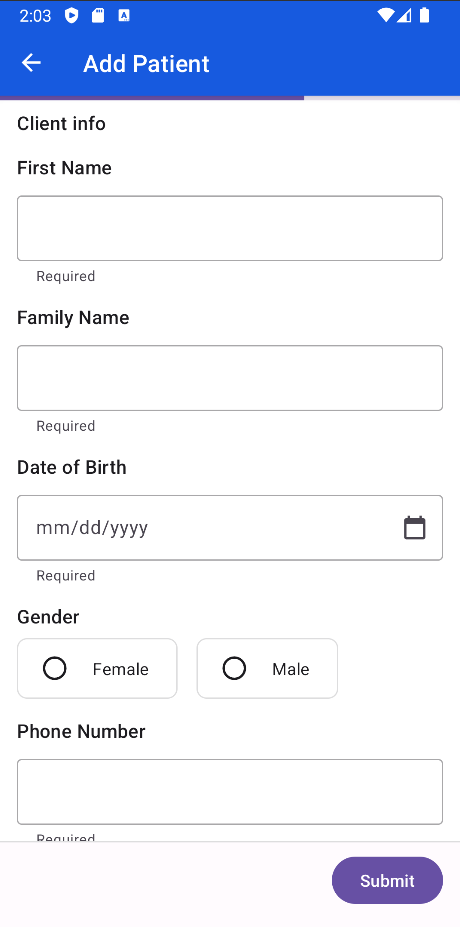 2:03
Add Patient
Client info
First Name
Required
Family Name
Required
Date of Birth
mm/dd/yyyy
Required
Gender
Female Male
Phone Number
Required
Submit